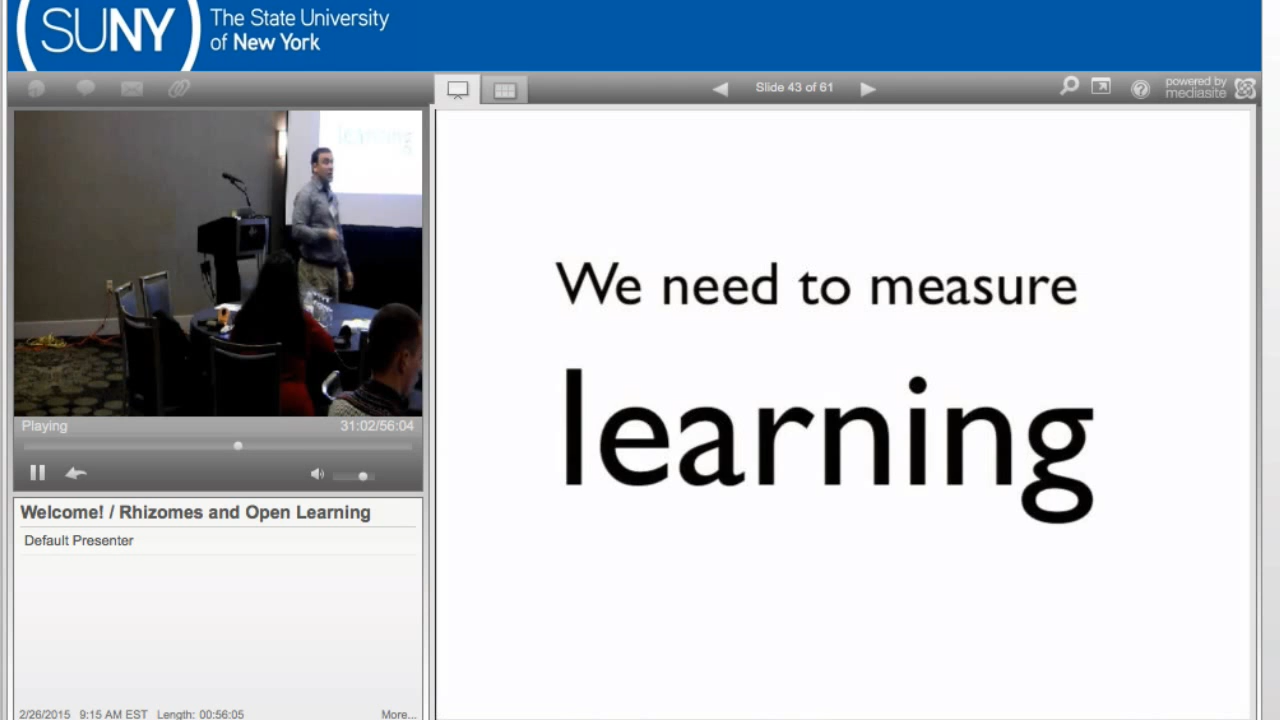 SUNY
The State University
of New York
Slide 43 of 61
powered by
mediasite
learning
We need to measure
learning
Playing
31:02/56:04
Welcome! / Rhizomes and Open Learning
Default Presenter
2/26/2015 9:15 AM EST Length: 00:56:05
More...